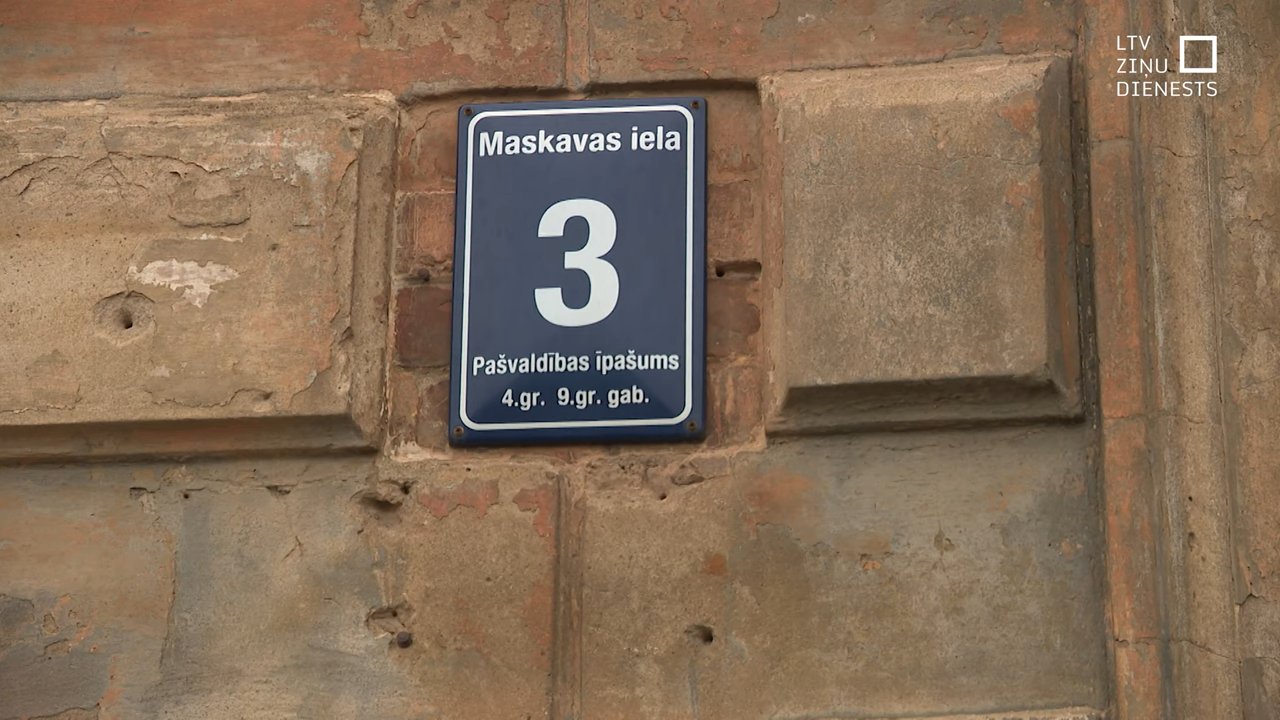 LTV
ZIŅU
DIENESTS
Maskavas iela
3
Pašvaldības īpašums
4.gr. 9.gr. gab.